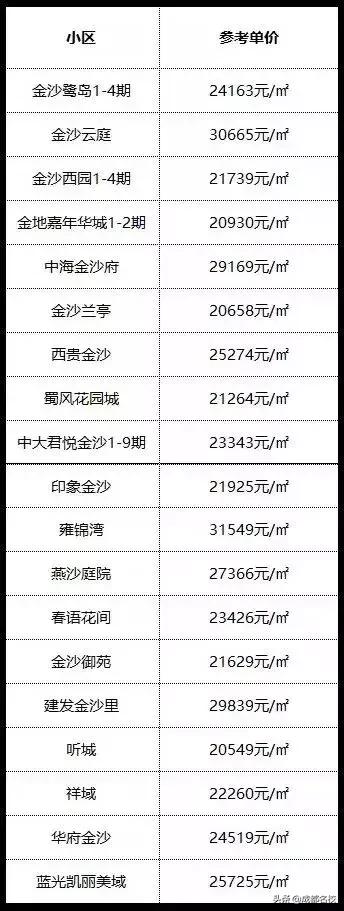 小区 参考单价
金沙鹭岛1-4期 24163元/㎡
金沙云庭 30665元/㎡
金沙西园1-4期 21739元/㎡
金地嘉年华城1-2期 20930元/㎡
中海金沙府 29169元/㎡
金沙兰亭 20658元/㎡
西贵金沙 25274元/㎡
蜀风花园城 21264元/㎡
中大君悦金沙1-9期 23343元/㎡
印象金沙 21925元/㎡
雍锦湾 31549元/㎡
燕沙庭院 27366元/㎡
春语花间 23426元/㎡
金沙御苑 21629元/㎡
建发金沙里 29839元/㎡
听城 20549元/㎡
祥域 22260元/㎡
华府金沙 24519元/㎡
蓝光凯丽美域 25725元/㎡
头条@成都名校